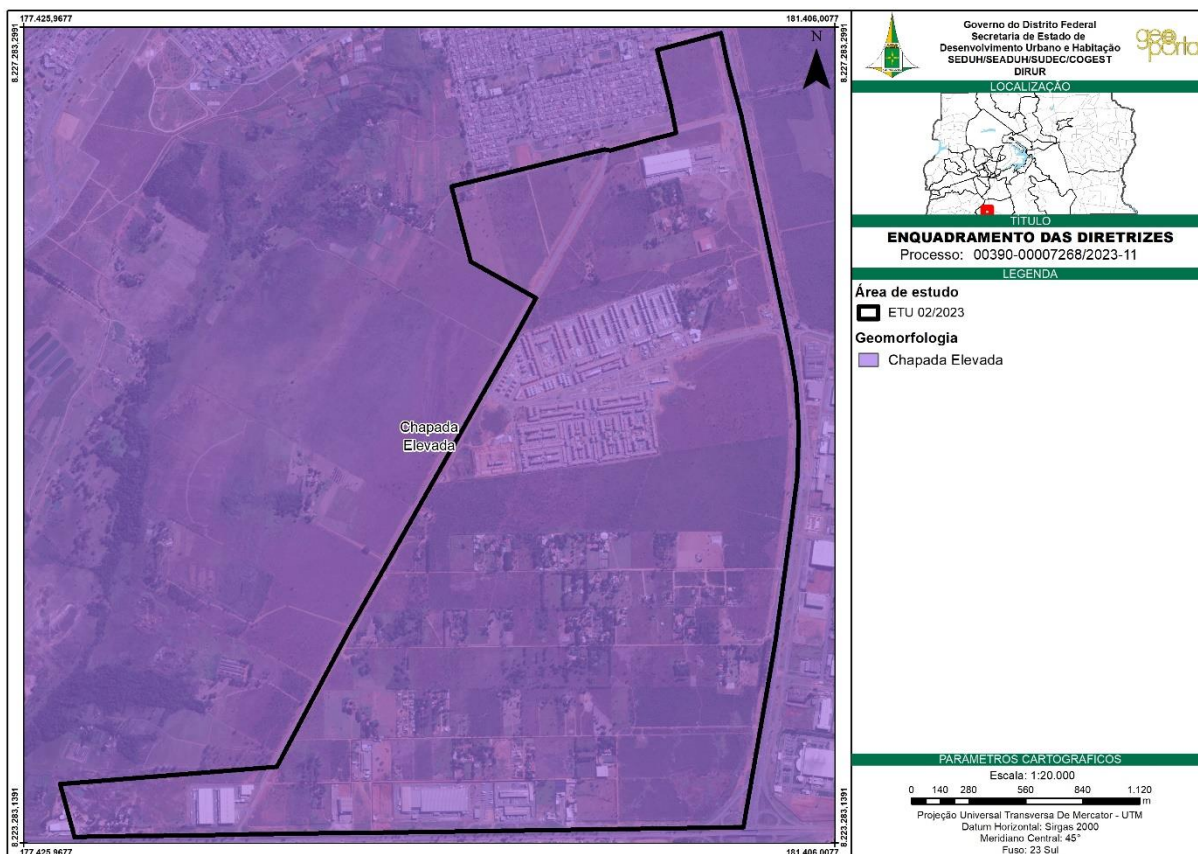 177.425,9677
181.406,0077
8.227.283,2991
8.227.283,2991
N
Chapada
Elevada
8.223.283,1391
8.223.283,1391
177.425,9677
181.406,0077
Governo do Distrito Federal
Secretaria de Estado de
Desenvolvimento Urbano e Habitação
SEDUH/SEADUH/SUDEC/COGEST
DIRUR
geoportal
LOCALIZAÇÃO
TÍTULO
ENQUADRAMENTO DAS DIRETRIZES
Processo: 00390-00007268/2023-11
LEGENDA
Área de estudo
ETU 02/2023
Geomorfologia
Chapada Elevada
PARAMETROS CARTOGRAFICOS
Escala: 1:20.000
0 140 280 560 840 1.120
m
Projeção Universal Transversa De Mercator - UTM
Datum Horizontal: Sirgas 2000
Meridiano Central: 45°
Fuso: 23 Sul